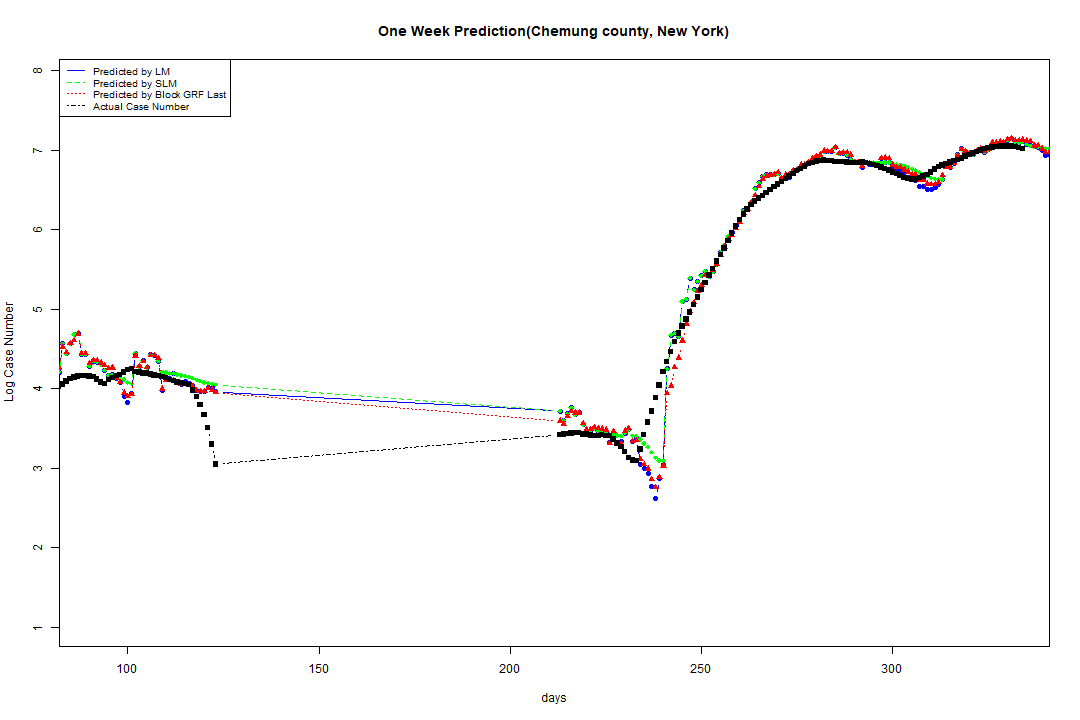 One Week Prediction(Chemung county, New York)
Predicted by LM
Predicted by SLM
Predicted by Block GRF Last
Actual Case Number
8
7
6
5
4
3
2
1
Log Case Number
100 150 200 250 300
days